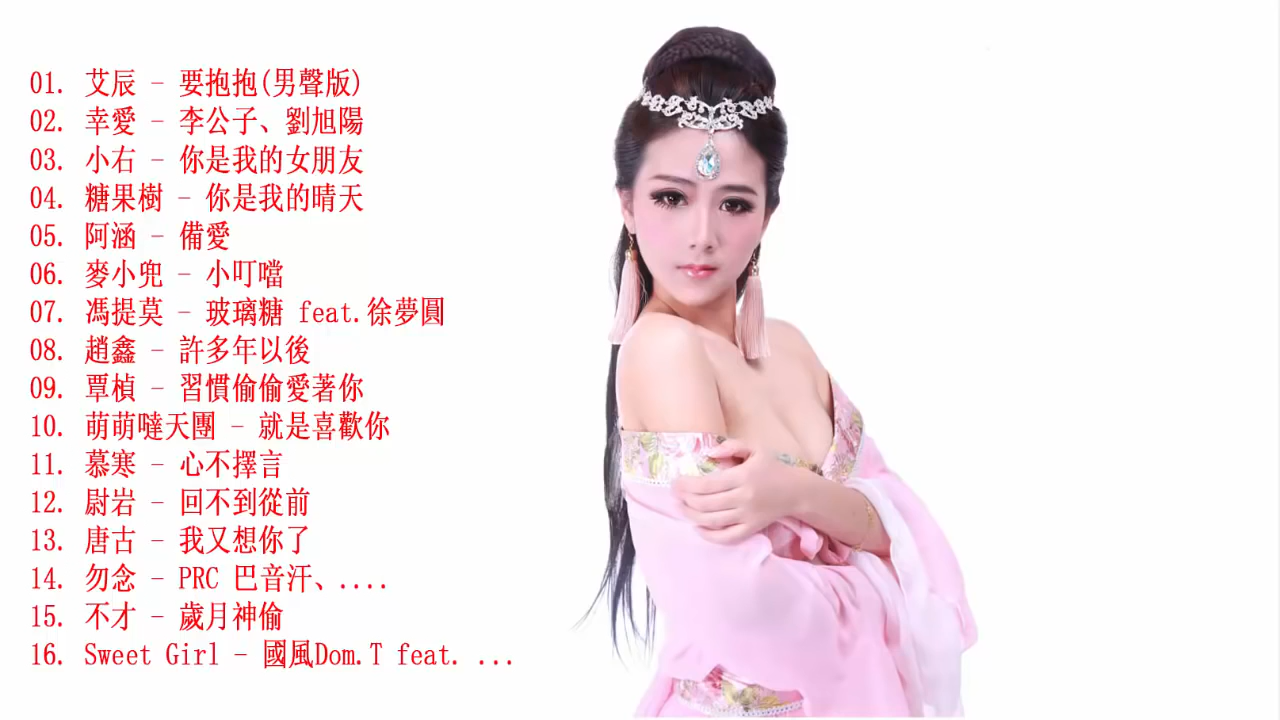 01. 艾辰 – 要抱抱(男聲版)
02. 幸愛 – 李公子、劉旭陽
03. 小右 – 你是我的女朋友
04. 糖果樹 – 你是我的晴天
05. 阿涵 – 備愛
06. 麥小兜 – 小叮噹
07. 馮提莫 – 玻璃糖 feat.徐夢圓
08. 趙鑫 – 許多年以後
09. 覃楨 – 習慣偷偷愛著你
10. 萌萌噠天團 – 就是喜歡你
11. 慕寒 – 心不擇言
12. 尉岩 – 回不到從前
13. 唐古 – 我又想你了
14. 勿念 – PRC 巴音汗、....
15. 不才 – 歲月神偷
16. Sweet Girl – 國風Dom.T feat. ...